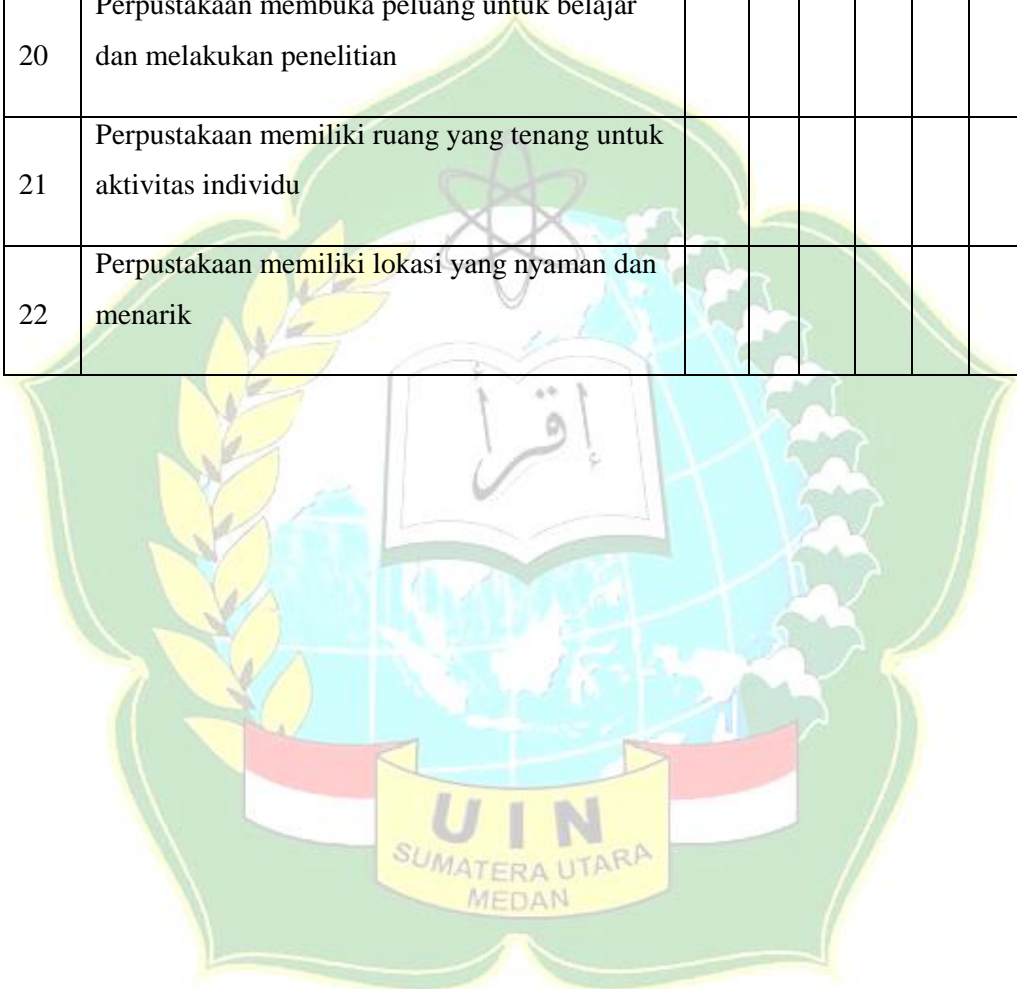 Perpustakaan membuka peluang untuk belajar
20 dan melakukan penelitian
Perpustakaan memiliki ruang yang tenang untuk
21 aktivitas individu
Perpustakaan memiliki lokasi yang nyaman dan
22 menarik
إقرأ
UIN
SUMATERA UTARA
MEDAN